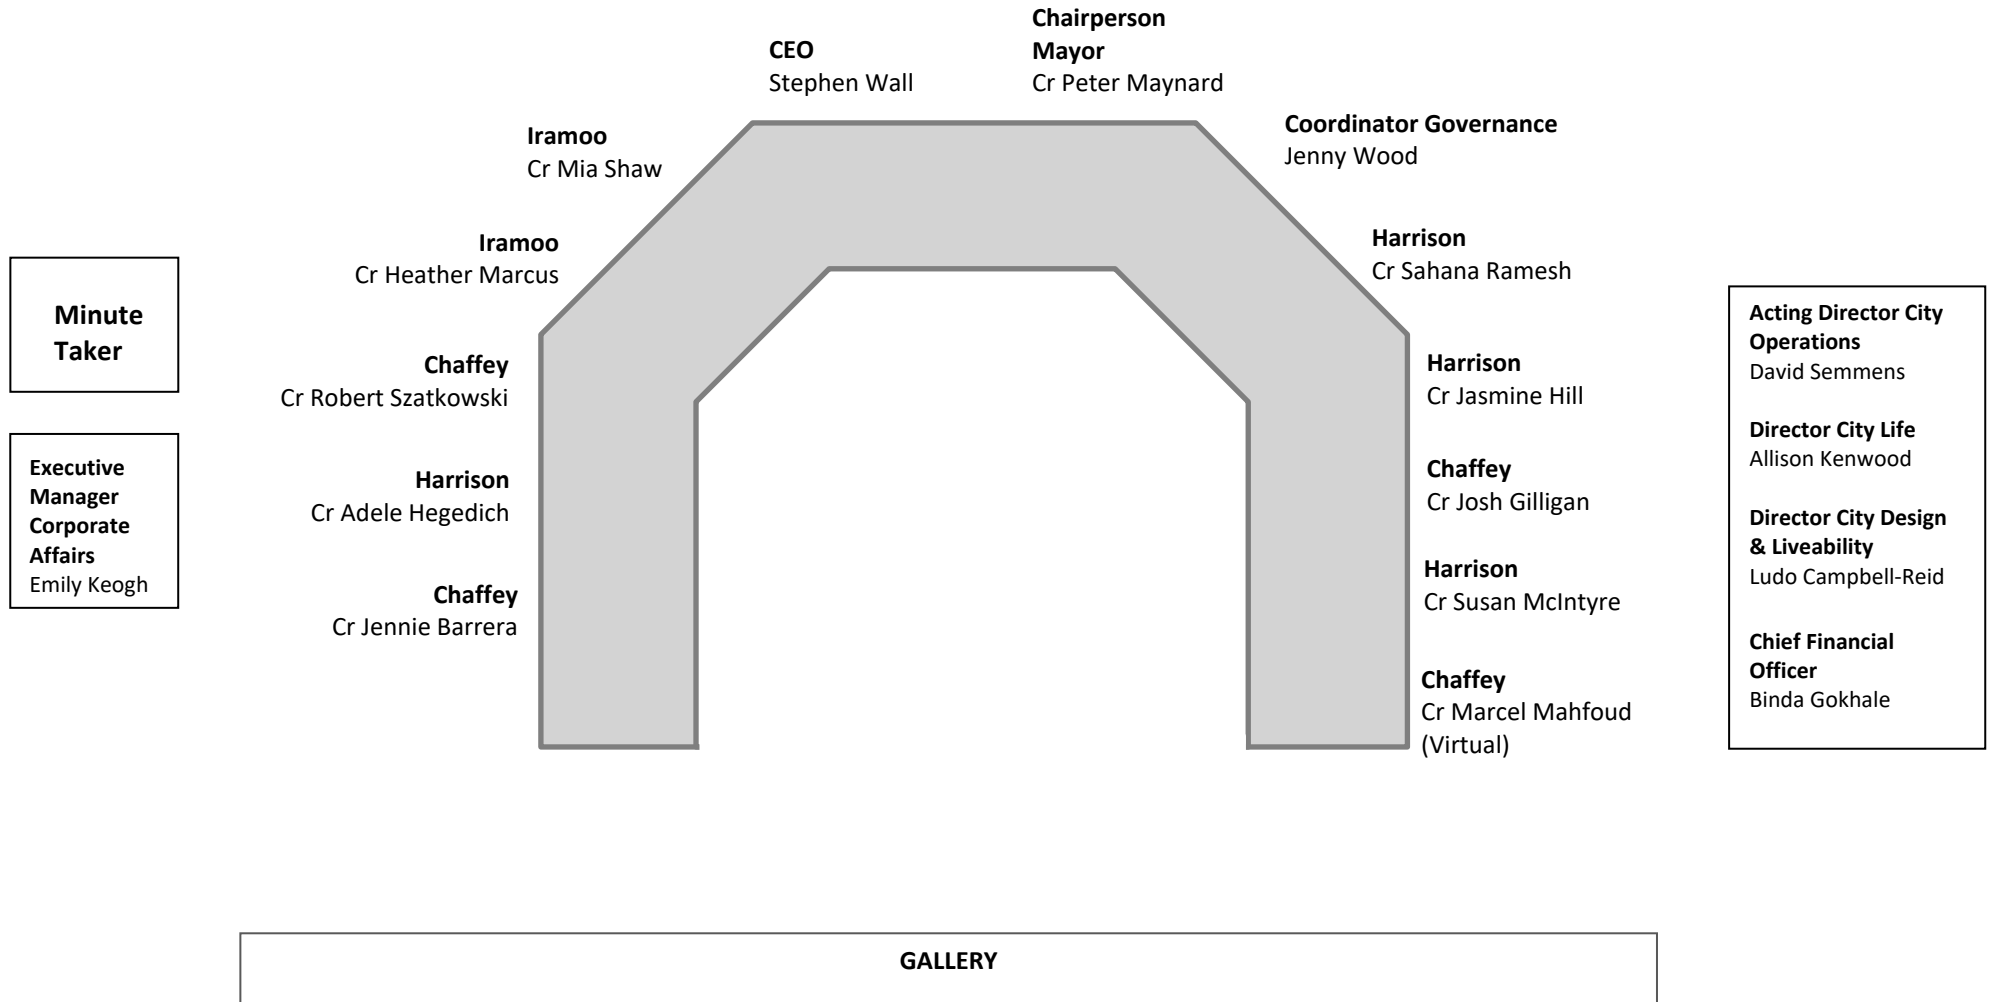 Chairperson
Mayor
Cr Peter Maynard
CEO
Stephen Wall
Coordinator Governance
Jenny Wood
Iramoo
Cr Mia Shaw
Iramoo
Cr Heather Marcus
Harrison
Cr Sahana Ramesh
Minute
Taker
Chaffey
Cr Robert Szatkowski
Harrison
Cr Jasmine Hill
Acting Director City
Operations
David Semmens
Director City Life
Allison Kenwood
Director City Design
& Liveability
Ludo Campbell-Reid
Chief Financial
Officer
Binda Gokhale
Executive
Manager
Corporate
Affairs
Emily Keogh
Harrison
Cr Adele Hegedich
Chaffey
Cr Josh Gilligan
Chaffey
Cr Jennie Barrera
Harrison
Cr Susan McIntyre
Chaffey
Cr Marcel Mahfoud
(Virtual)
GALLERY